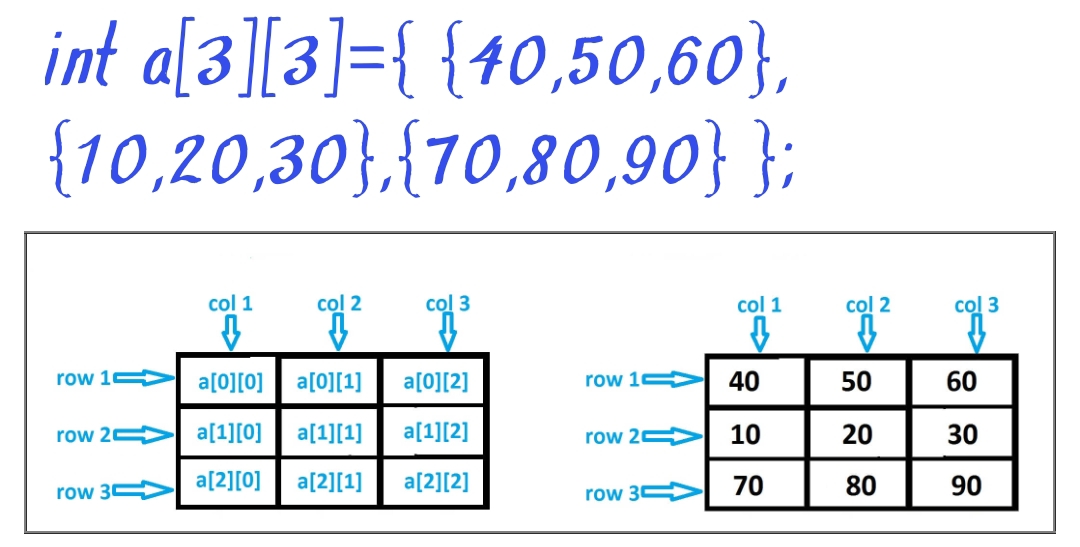 int a[3][3]={ {40,50,60},
{10,20,30},{70,80,90} };
col 1 col 2 col 3
row 1 a[0][0] a[0][1] a[0][2]
row 2 a[1][0] a[1][1] a[1][2]
row 3 a[2][0] a[2][1] a[2][2]
col 1 col 2 col 3
row 1 40 50 60
row 2 10 20 30
row 3 70 80 90